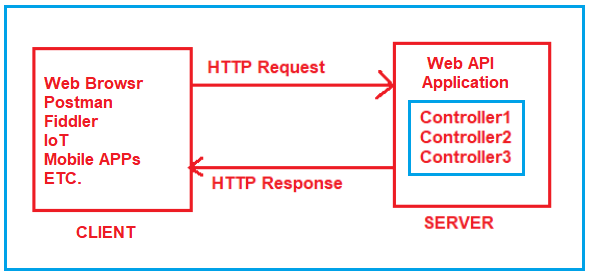 Web Browsr
Postman
Fiddler
IoT
Mobile APPs
ETC.
CLIENT
HTTP Request
HTTP Response
Web API
Application
Controller1
Controller2
Controller3
SERVER